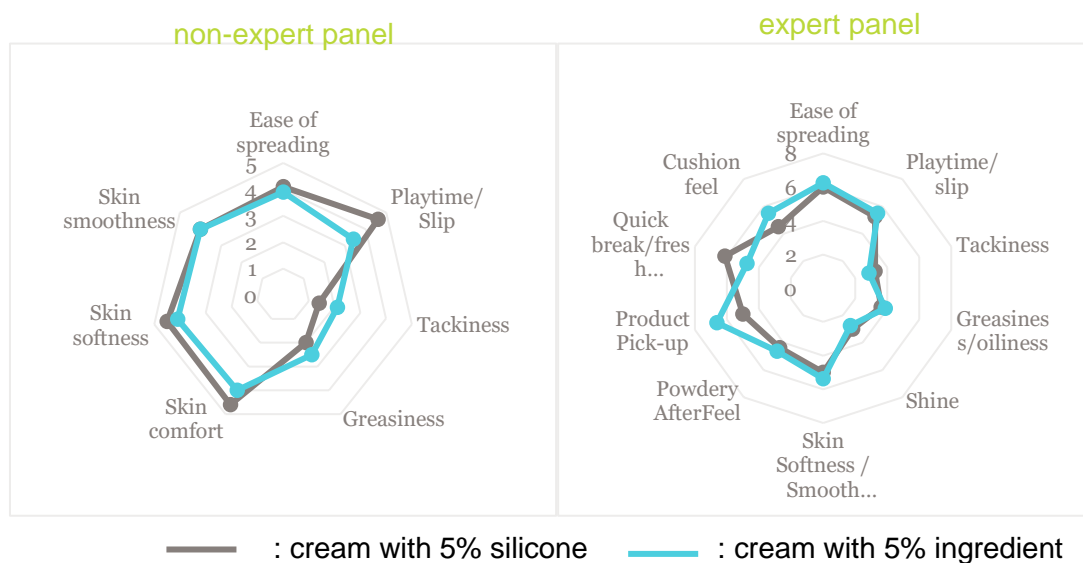 non-expert panel
Ease of
spreading
Playtime/
Slip
Tackiness
Greasiness
Skin
comfort
Skin
softness
Skin
smoothness
5
4
3
2
1
0
expert panel
Ease of
spreading
Playtime/
slip
Tackiness
Greasines
s/oiliness
Shine
Skin
Softness /
Smooth...
Powdery
AfterFeel
Product
Pick-up
Quick
break/fres
h...
Cushion
feel
8
6
4
2
0
: cream with 5% silicone
: cream with 5% ingredient